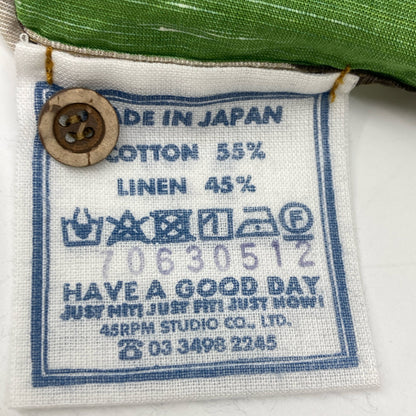 MADE IN JAPAN
COTTON 55%
LINEN 45%
70630512
HAVE A GOOD DAY
JUST HIT! JUST FIT! JUST NOW!
45RPM STUDIO CO., LTD.
☎ 03 3498 2245